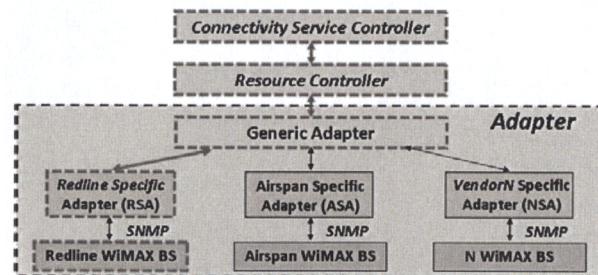 Connectivity Service Controller
Resource Controller
Adapter
Generic Adapter
Redline Specific
Adapter (RSA)
Airspan Specific
Adapter (ASA)
VendorN Specific
Adapter (NSA)
SNMP
SNMP
SNMP
Redline WiMAX BS
Airspan WiMAX BS
N WiMAX BS